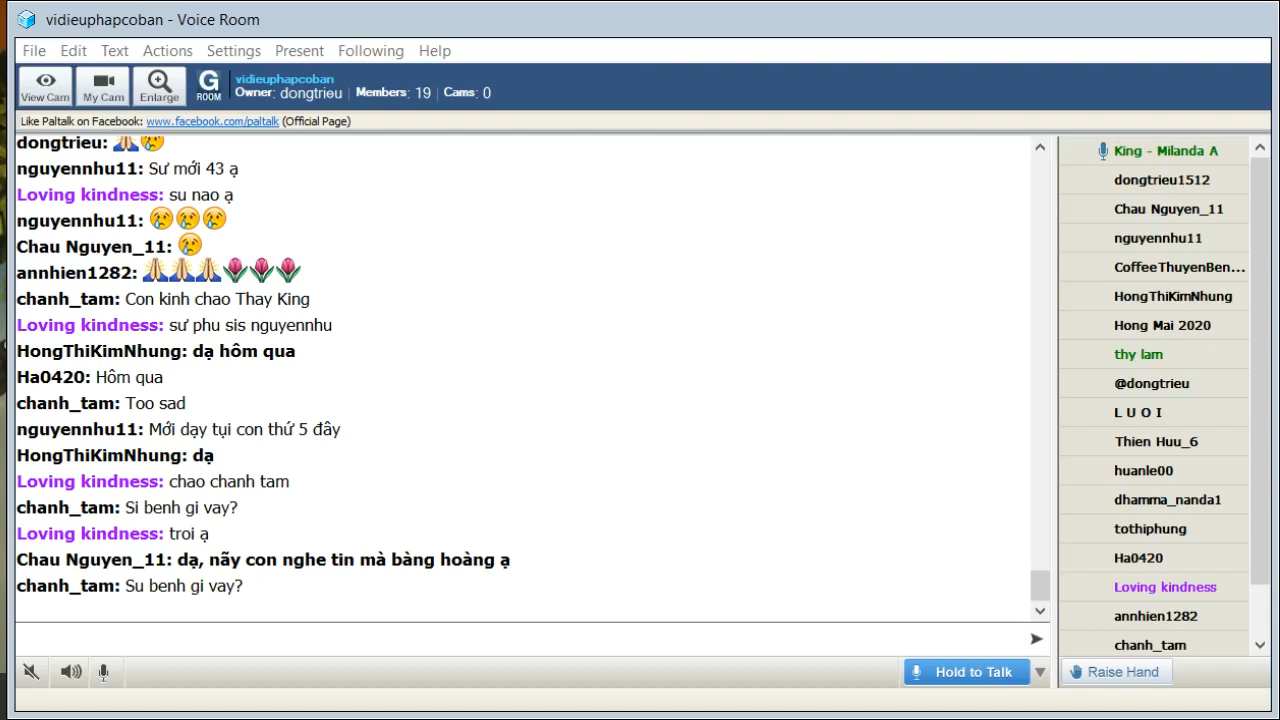 vidieuphapcoban - Voice Room
File Edit Text Actions Settings Present Following Help
View Cam
My Cam
Enlarge
G ROOM
vidieuphapcoban
Owner: dongtrieu | Members: 19 | Cams: 0
Like Paltalk on Facebook: www.facebook.com/paltalk (Official Page)
dongtrieu: 🙏😢
nguyennhu11: Sư mới 43 ạ
Loving kindness: su nao ạ
nguyennhu11: 😢😢😢
Chau Nguyen_11: 😢
annhien1282: 🙏🙏🙏🌷🌷🌷
chanh_tam: Con kinh chao Thay King
Loving kindness: sư phu sis nguyennhu
HongThiKimNhung: dạ hôm qua
Ha0420: Hôm qua
chanh_tam: Too sad
nguyennhu11: Mới dạy tụi con thứ 5 đây
HongThiKimNhung: dạ
Loving kindness: chao chanh tam
chanh_tam: Si benh gi vay?
Loving kindness: troi ạ
Chau Nguyen_11: dạ, nãy con nghe tin mà bàng hoàng ạ
chanh_tam: Su benh gi vay?
King - Milanda A
dongtrieu1512
Chau Nguyen_11
nguyennhu11
CoffeeThuyenBen...
HongThiKimNhung
Hong Mai 2020
thy lam
@dongtrieu
L U O I
Thien Huu_6
huanle00
dhamma_nanda1
tothiphung
Ha0420
Loving kindness
annhien1282
chanh_tam
Hold to Talk
Raise Hand